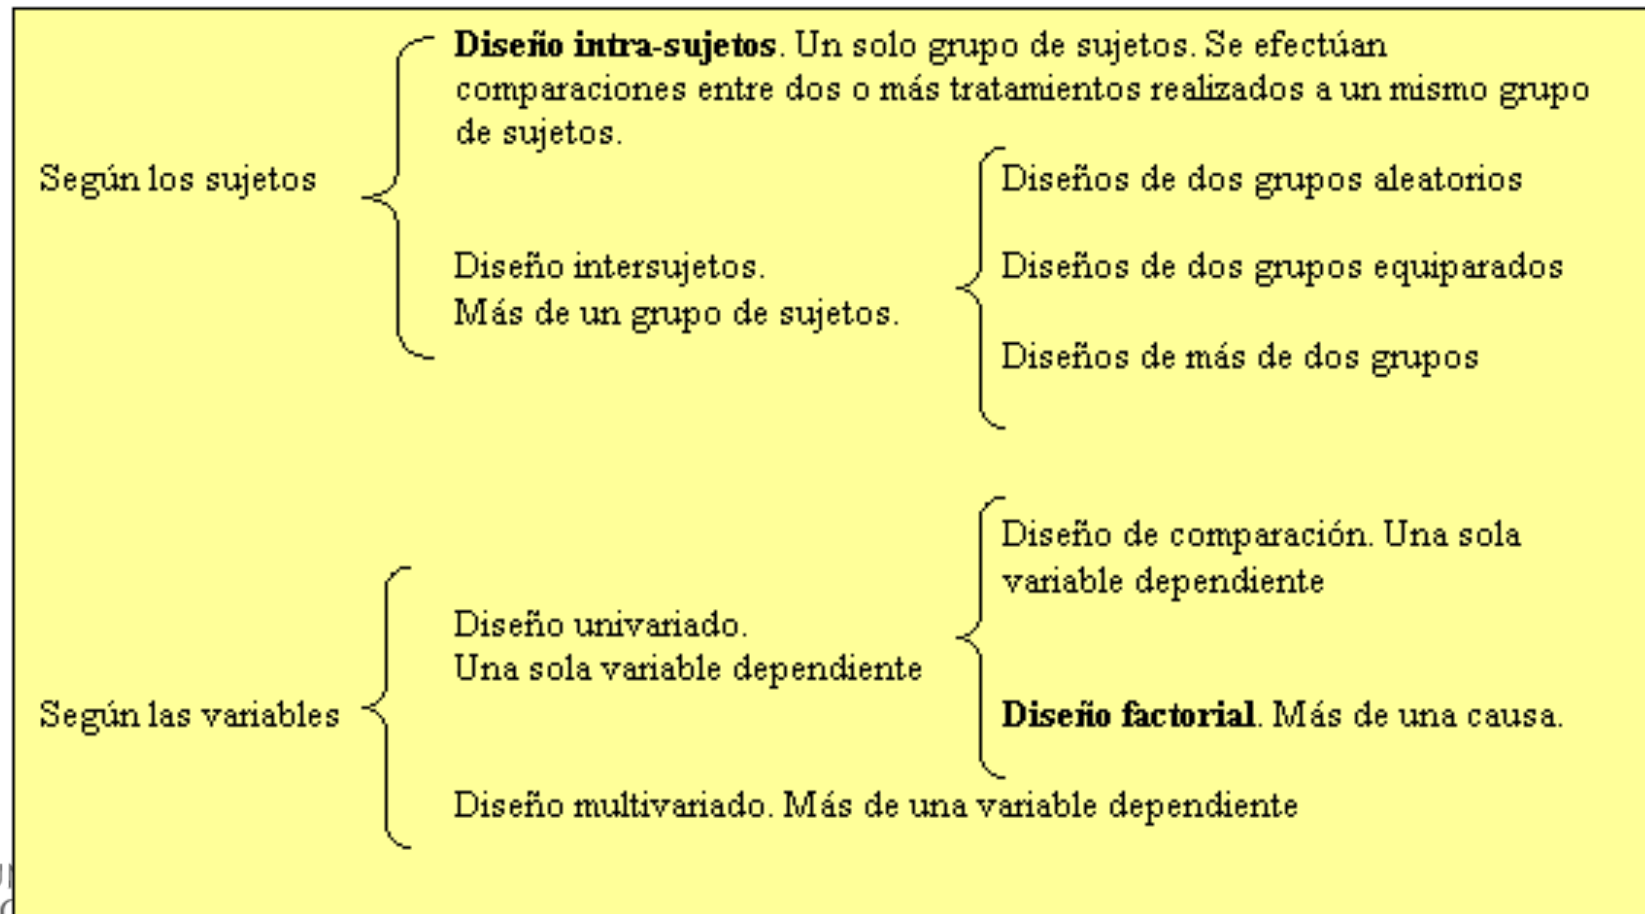 Diseño intra-sujetos. Un solo grupo de sujetos. Se efectúan
comparaciones entre dos o más tratamientos realizados a un mismo grupo
de sujetos.
Según los sujetos
Diseño intersujetos.
Más de un grupo de sujetos.
Diseños de dos grupos aleatorios
Diseños de dos grupos equiparados
Diseños de más de dos grupos
Según las variables
Diseño univariado.
Una sola variable dependiente
Diseño de comparación. Una sola
variable dependiente
Diseño factorial. Más de una causa.
Diseño multivariado. Más de una variable dependiente